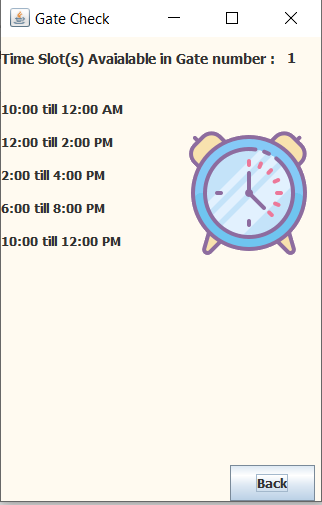 Gate Check
Time Slot(s) Avaialable in Gate number : 1
10:00 till 12:00 AM
12:00 till 2:00 PM
2:00 till 4:00 PM
6:00 till 8:00 PM
10:00 till 12:00 PM
Back